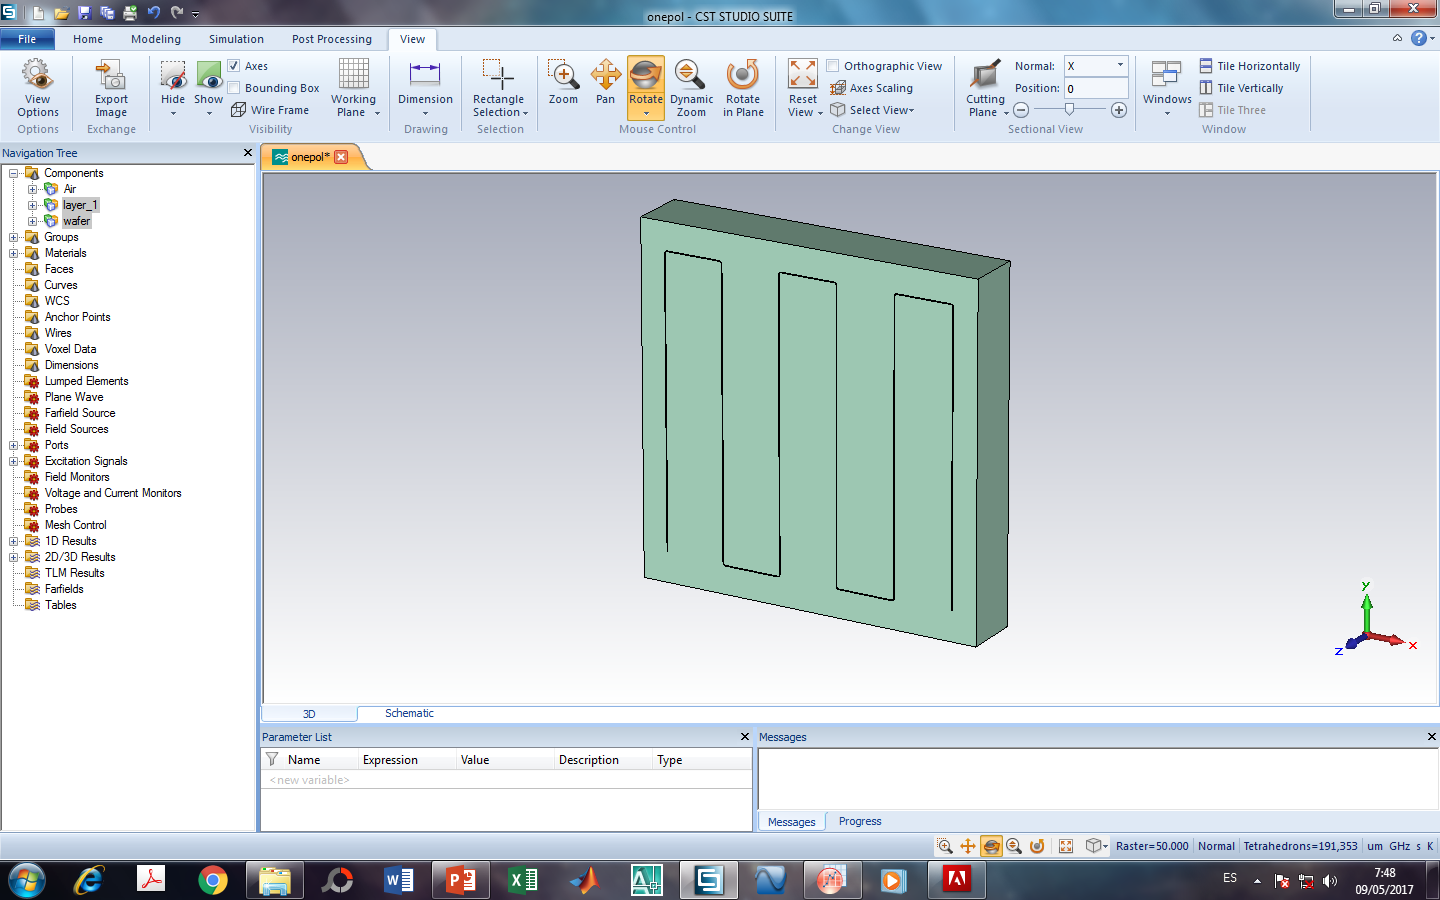 onepol - CST STUDIO SUITE
File
Home
Modeling
Simulation
Post Processing
View
View Options
Export Image
Hide
Show
Axes
Bounding Box
Wire Frame
Working Plane
Dimension
Rectangle Selection
Zoom
Pan
Rotate
Dynamic Zoom
Rotate in Plane
Reset View
Orthographic View
Axes Scaling
Select View
Cutting Plane
Normal: X
Position: 0
Windows
Tile Horizontally
Tile Vertically
Tile Three
Options
Exchange
Visibility
Drawing
Selection
Mouse Control
Change View
Sectional View
Window
Navigation Tree
onepol*
Components
Air
layer_1
wafer
Groups
Materials
Faces
Curves
WCS
Anchor Points
Wires
Voxel Data
Dimensions
Lumped Elements
Plane Wave
Farfield Source
Field Sources
Ports
Excitation Signals
Field Monitors
Voltage and Current Monitors
Probes
Mesh Control
1D Results
2D/3D Results
TLM Results
Farfields
Tables
y
x
z
3D
Schematic
Parameter List
Name
Expression
Value
Description
Type
<new variable>
Messages
Messages
Progress
Raster=50.000
Normal
Tetrahedrons=191,353
um GHz s K
ES
7:48
09/05/2017